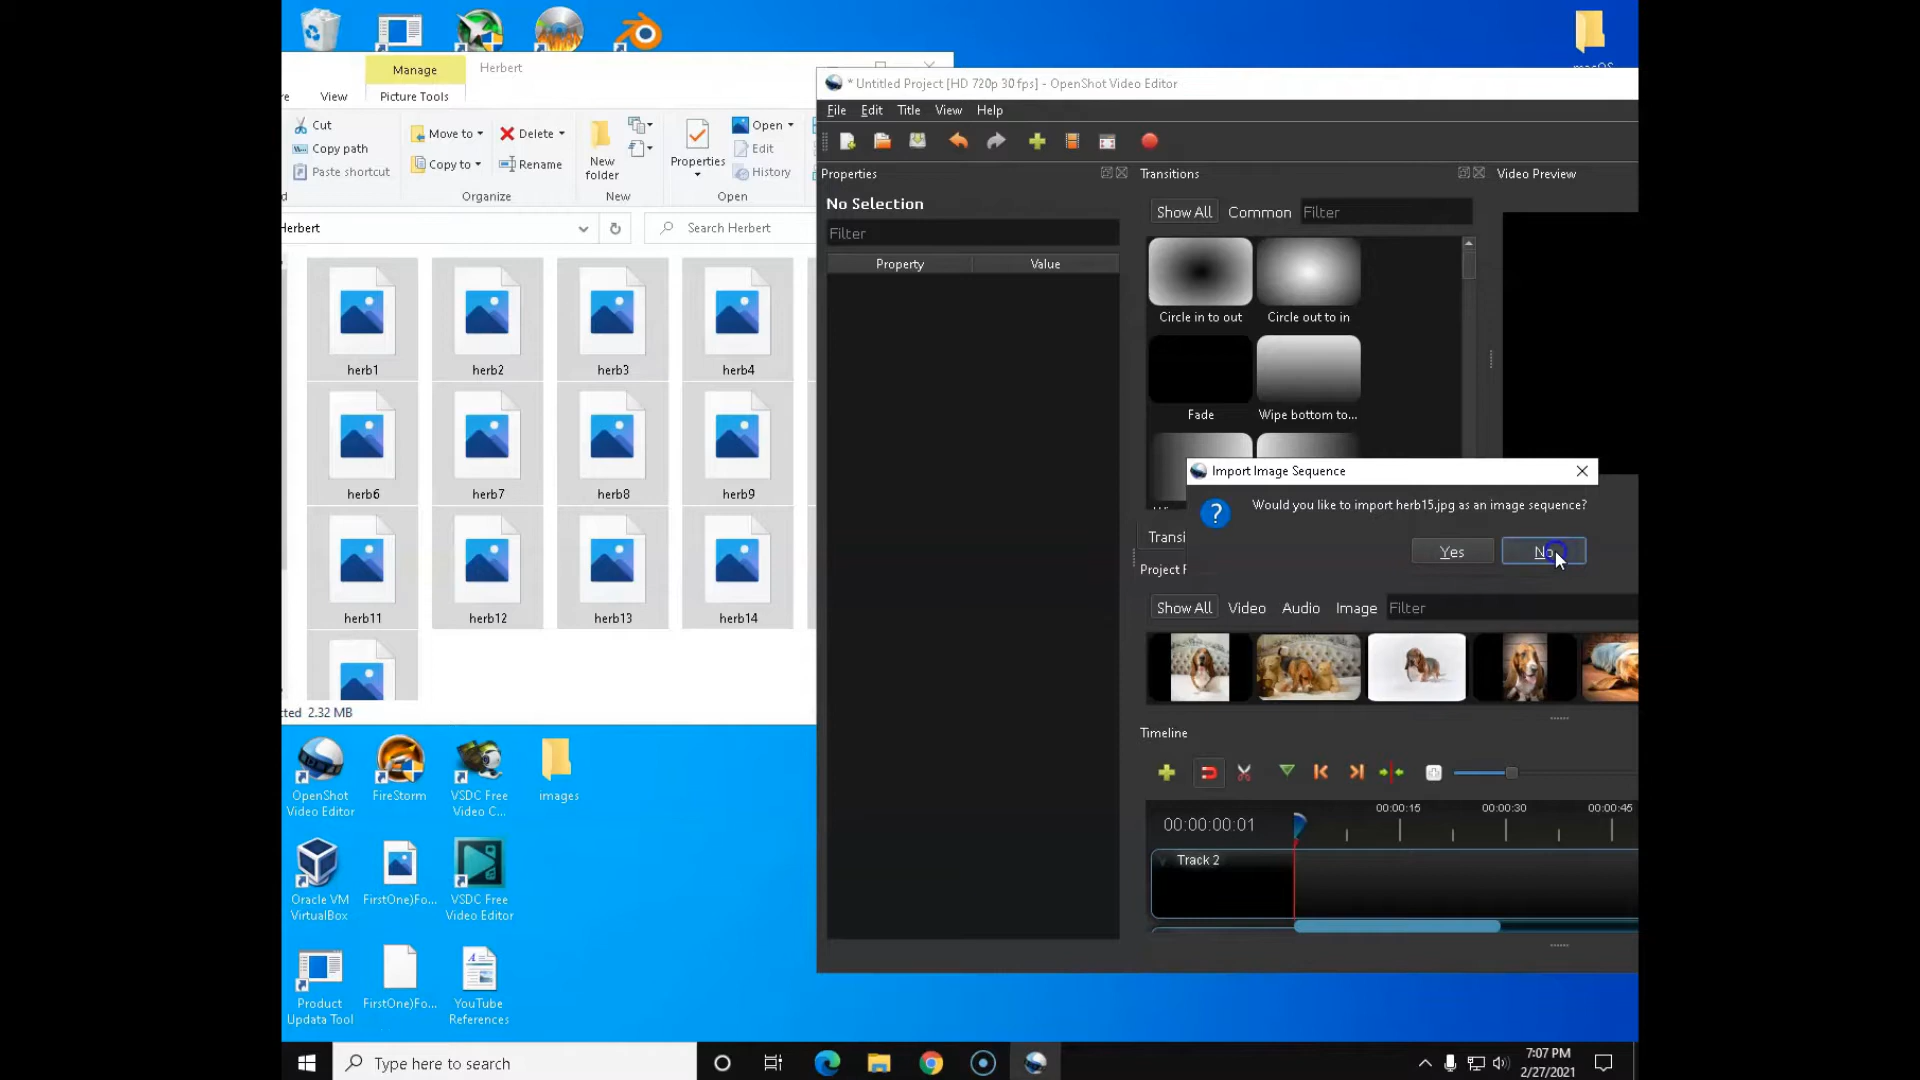 Manage
Herbert
View
Picture Tools
Cut
Copy path
Paste shortcut
Move to
Copy to
Delete
Rename
Organize
New folder
New
Properties
Open
Edit
History
Open
Herbert
Search Herbert
herb1
herb2
herb3
herb4
herb6
herb7
herb8
herb9
herb11
herb12
herb13
herb14
cted 2.32 MB
* Untitled Project [HD 720p 30 fps] - OpenShot Video Editor
File Edit Title View Help
Properties
Transitions
Video Preview
No Selection
Filter
Property Value
Show All Common Filter
Circle in to out
Circle out to in
Fade
Wipe bottom to...
Import Image Sequence
Would you like to import herb15.jpg as an image sequence?
Yes
No
Transi
Project F
Show All Video Audio Image Filter
Timeline
00:00:00:01
00:00:15
00:00:30
00:00:45
Track 2
OpenShot
Video Editor
FireStorm
VSDC Free
Video C...
images
Oracle VM
VirtualBox
FirstOne)Fo...
VSDC Free
Video Editor
Product
Updata Tool
FirstOne)Fo...
YouTube
References
Type here to search
7:07 PM
2/27/2021